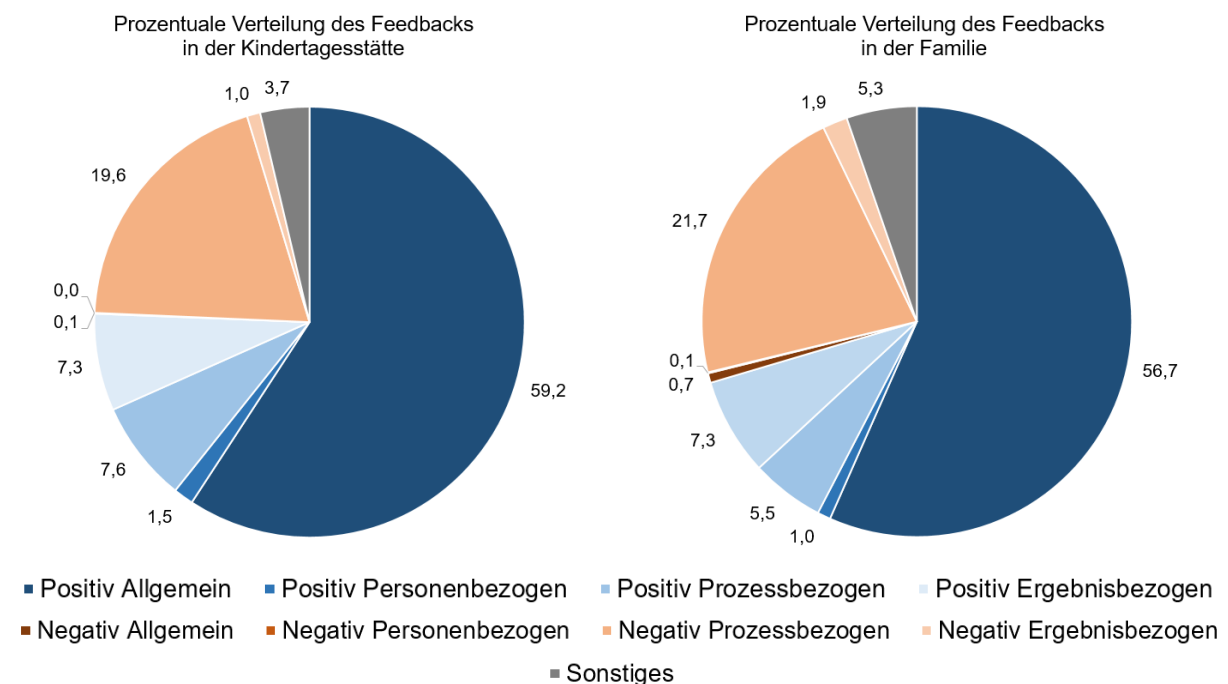 Prozentuale Verteilung des Feedbacks
in der Kindertagesstätte
1,0
3,7
19,6
0,0
0,1
7,3
7,6
1,5
59,2
Prozentuale Verteilung des Feedbacks
in der Familie
1,9
5,3
21,7
0,1
0,7
7,3
5,5
1,0
56,7
Positiv Allgemein
Positiv Personenbezogen
Positiv Prozessbezogen
Positiv Ergebnisbezogen
Negativ Allgemein
Negativ Personenbezogen
Negativ Prozessbezogen
Negativ Ergebnisbezogen
Sonstiges